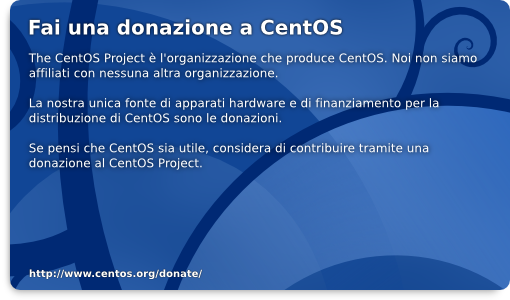 Fai una donazione a CentOS
The CentOS Project è l'organizzazione che produce CentOS. Noi non siamo
affiliati con nessuna altra organizzazione.
La nostra unica fonte di apparati hardware e di finanziamento per la
distribuzione di CentOS sono le donazioni.
Se pensi che CentOS sia utile, considera di contribuire tramite una
donazione al CentOS Project.
http://www.centos.org/donate/